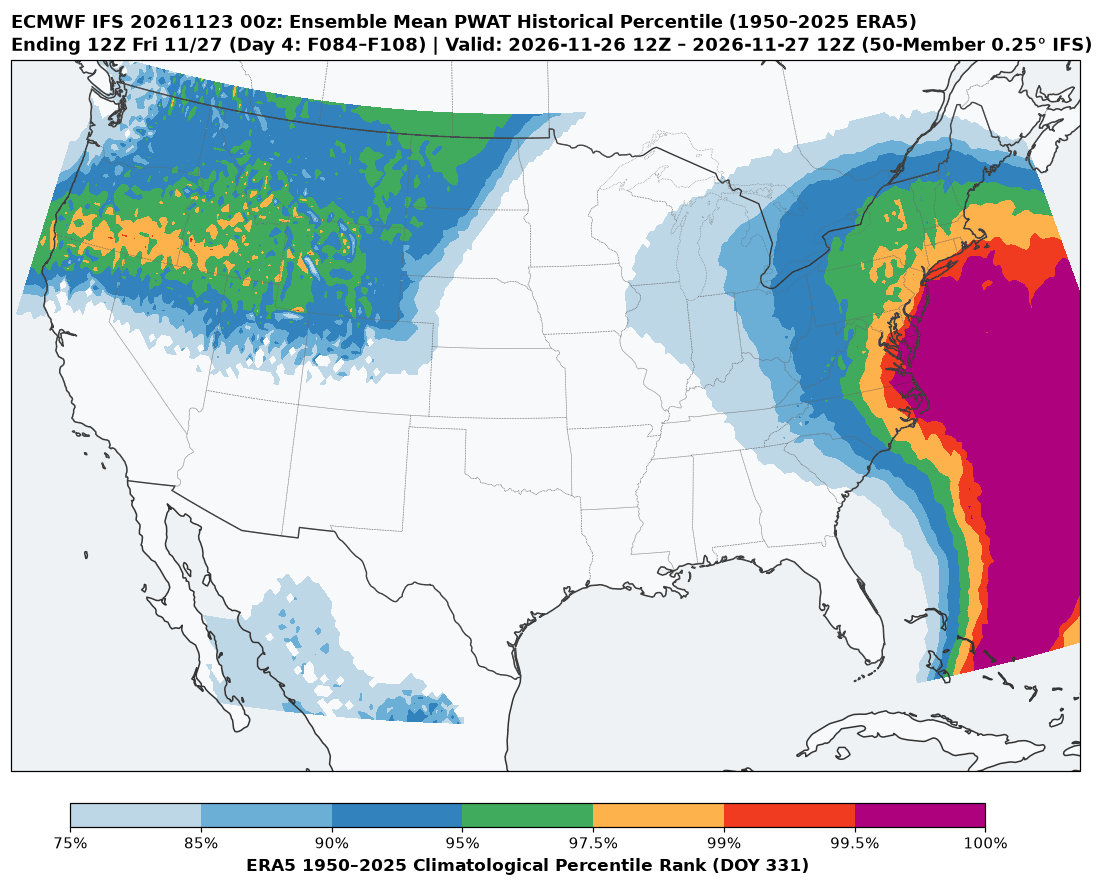 ECMWF IFS 20261123 00z: Ensemble Mean PWAT Historical Percentile (1950–2025 ERA5)
Ending 12Z Fri 11/27 (Day 4: F084–F108) | Valid: 2026-11-26 12Z – 2026-11-27 12Z (50-Member 0.25° IFS)
75% 85% 90% 95% 97.5% 99% 99.5% 100%
ERA5 1950–2025 Climatological Percentile Rank (DOY 331)